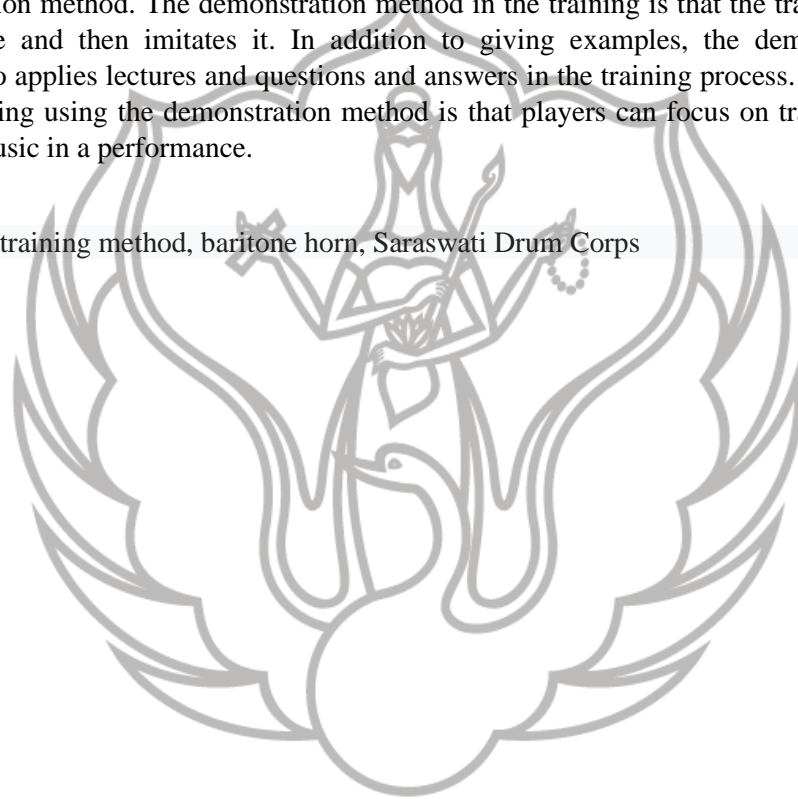 ion method. The demonstration method in the training is that the tra
e and then imitates it. In addition to giving examples, the dem
o applies lectures and questions and answers in the training process.
ing using the demonstration method is that players can focus on tra
usic in a performance.
training method, baritone horn, Saraswati Drum Corps